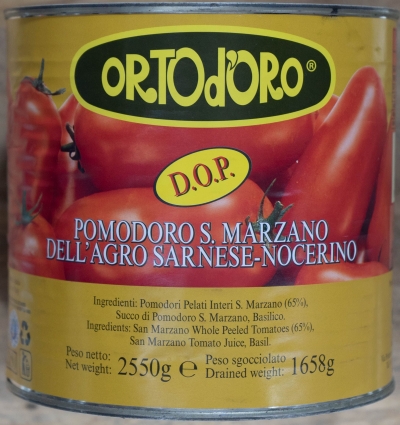 ORTOd'ORO®
D.O.P.
POMODORO S. MARZANO
DELL'AGRO SARNESE-NOCERINO
Ingredienti: Pomodori Pelati Interi S. Marzano (65%),
Succo di Pomodoro S. Marzano, Basilico.
Ingredients: San Marzano Whole Peeled Tomatoes (65%),
San Marzano Tomato Juice, Basil.
Peso netto: Peso sgocciolato
Net weight: 2550g ℮ Drained weight: 1658g